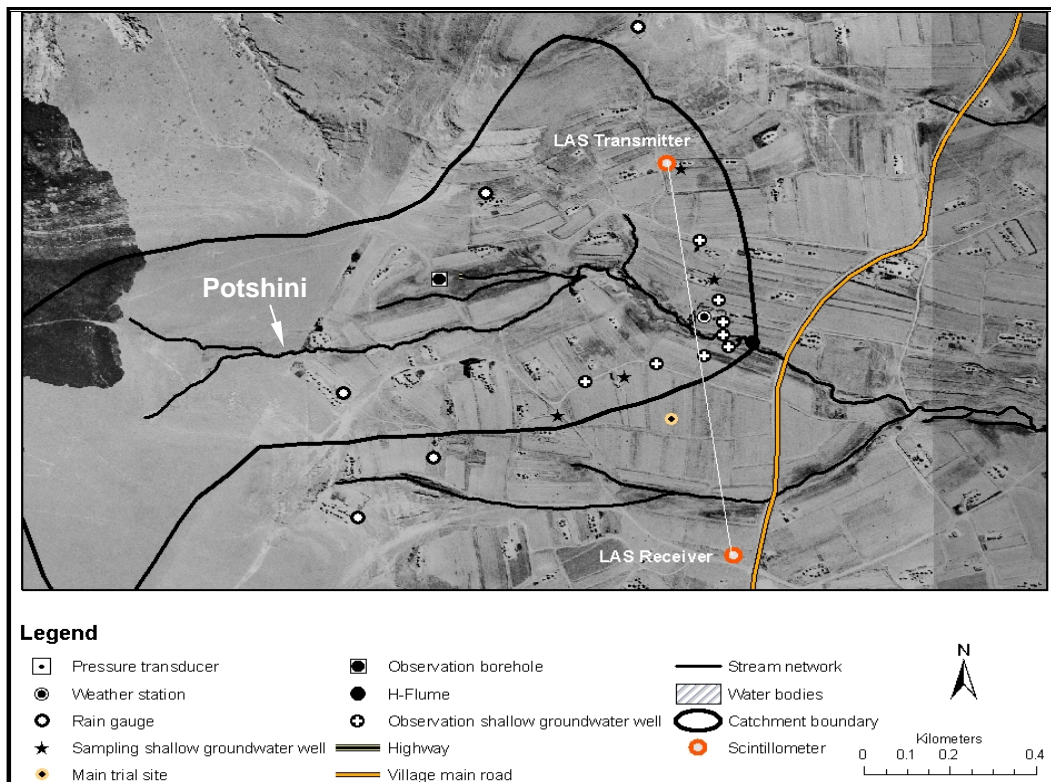 LAS Transmitter
Potshini
LAS Receiver
Legend
Pressure transducer
Weather station
Rain gauge
Sampling shallow groundwater well
Main trial site
Observation borehole
H-Flume
Observation shallow groundwater well
Highway
Village main road
Stream network
Water bodies
Catchment boundary
Scintillometer
N
Kilometers
0 0.1 0.2 0.4